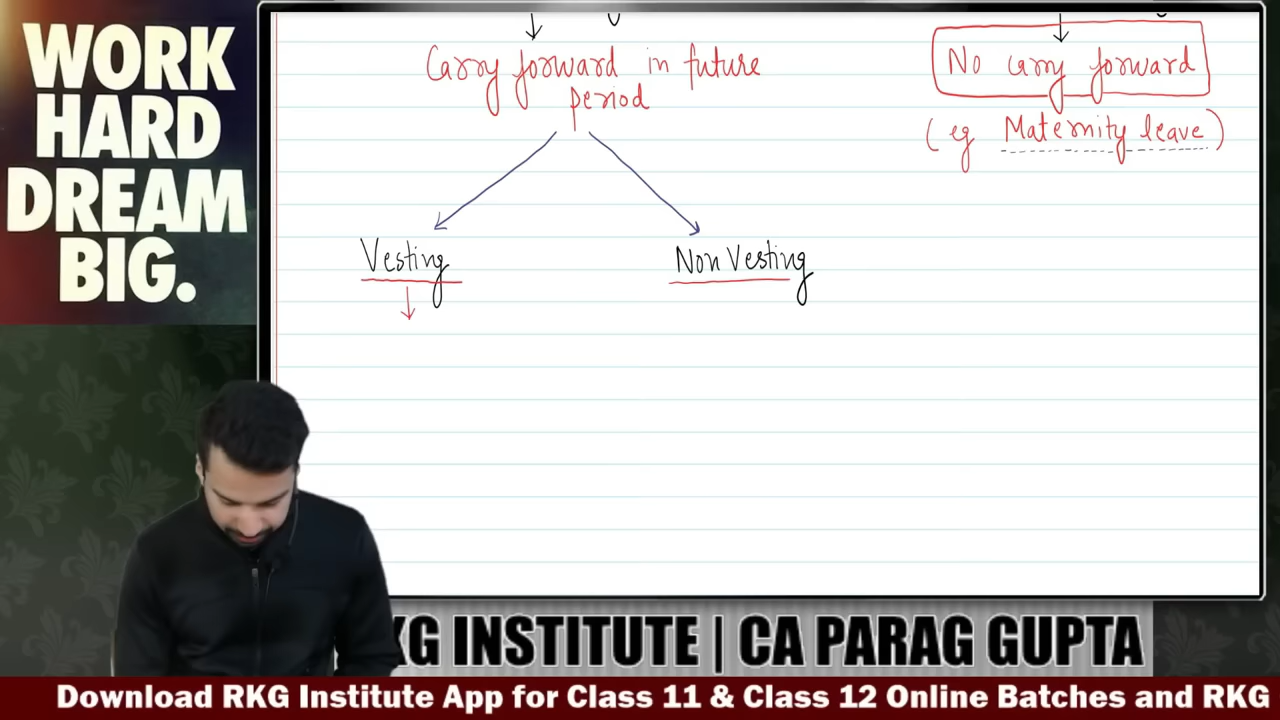 WORK
HARD
DREAM
BIG.
Carry forward in future
period
No carry forward
(eg Maternity leave)
Vesting
Non Vesting
KG INSTITUTE | CA PARAG GUPTA
Download RKG Institute App for Class 11 & Class 12 Online Batches and RKG